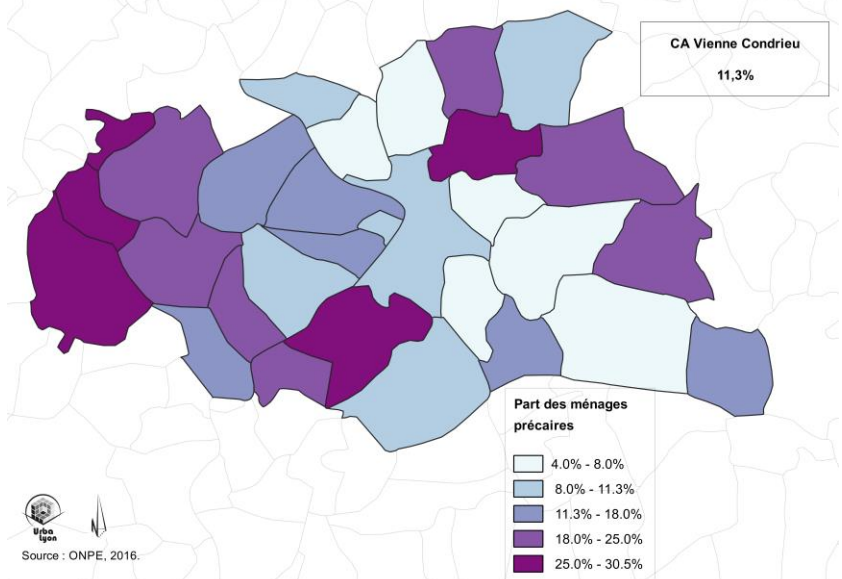 CA Vienne Condrieu
11,3%
Part des ménages
précaires
4.0% - 8.0%
8.0% - 11.3%
11.3% - 18.0%
18.0% - 25.0%
25.0% - 30.5%
Urba
lyon
N
Source : ONPE, 2016.